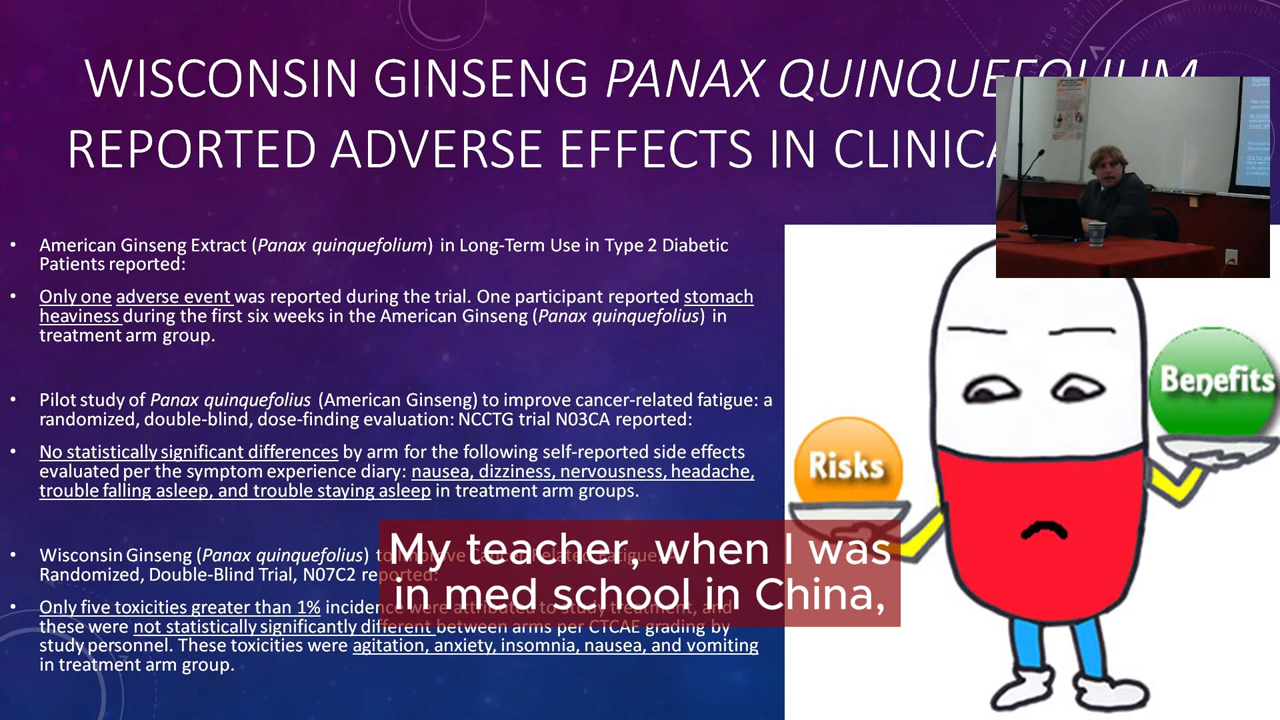 WISCONSIN GINSENG PANAX QUINQUEFOLIUM
REPORTED ADVERSE EFFECTS IN
• American Ginseng Extract (Panax quinquefolium) in Long-Term Use in Type 2 Diabetic
Patients reported:
• Only one adverse event was reported during the trial. One participant reported stomach
heaviness during the first six weeks in the American Ginseng (Panax quinquefolius) in
treatment arm group.
• Pilot study of Panax quinquefolius (American Ginseng) to improve cancer-related fatigue: a
randomized, double-blind, dose-finding evaluation: NCCTG trial N03CA reported:
• No statistically significant differences by arm for the following self-reported side effects
evaluated per the symptom experience diary: nausea, dizziness, nervousness, headache,
trouble falling asleep, and trouble staying asleep in treatment arm groups.
• Wisconsin Ginseng (Panax quinquefolius) to
Randomized, Double-Blind Trial, N07C2 reported:
• Only five toxicities greater than 1% incidence were attributed to study treatment, and
these were not statistically significantly different between arms per CTCAE grading by
study personnel. These toxicities were agitation, anxiety, insomnia, nausea, and vomiting
in treatment arm group.
Risks
Benefits
My teacher, when I was
in med school in China,